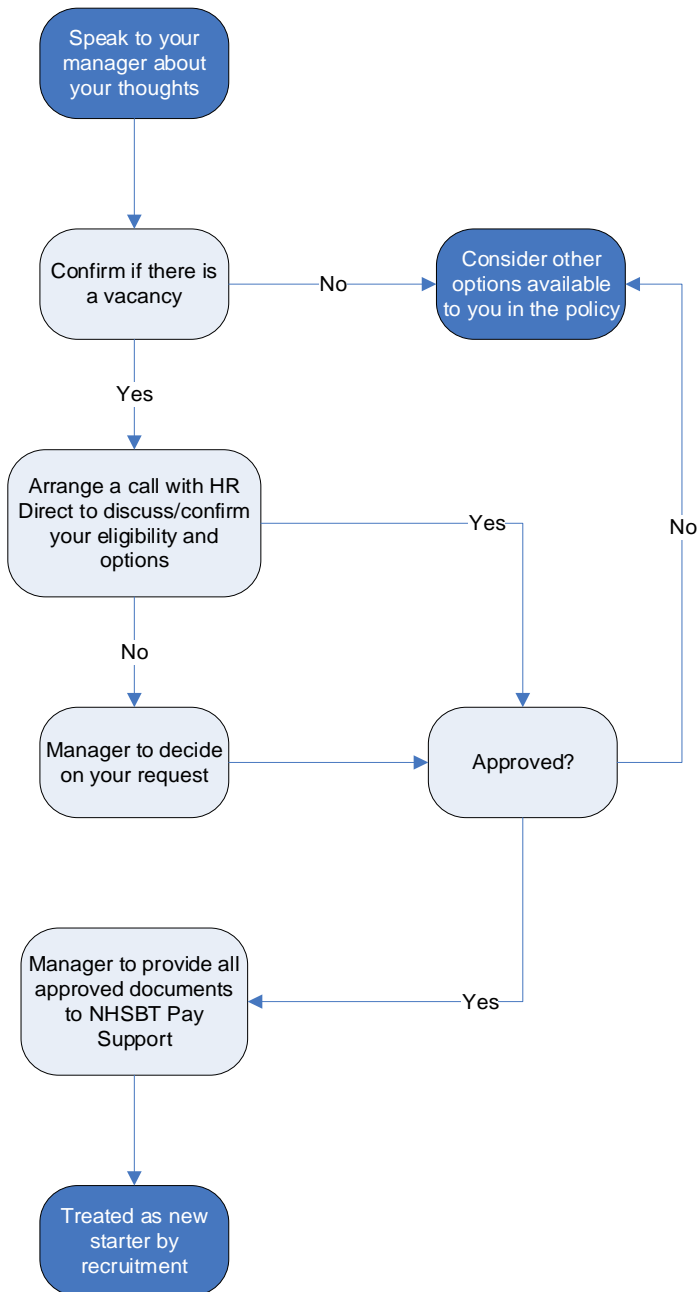 Speak to your
manager about
your thoughts
Confirm if there is
a vacancy
No
Consider other
options available
to you in the policy
Yes
Arrange a call with HR
Direct to discuss/confirm
your eligibility and
options
Yes
No
No
Manager to decide
on your request
Approved?
Manager to provide all
approved documents
to NHSBT Pay
Support
Yes
Treated as new
starter by
recruitment